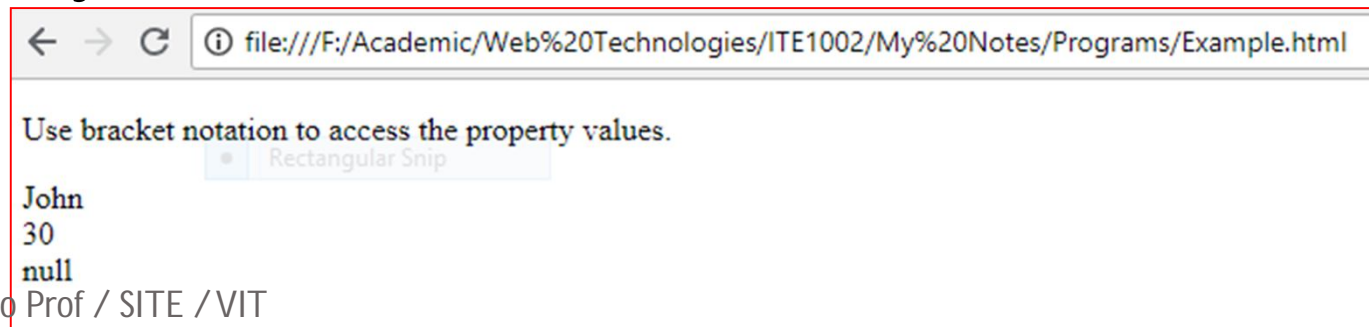 file:///F:/Academic/Web%20Technologies/ITE1002/My%20Notes/Programs/Example.html
Use bracket notation to access the property values.
Rectangular Snip
John
30
null
Prof / SITE / VIT